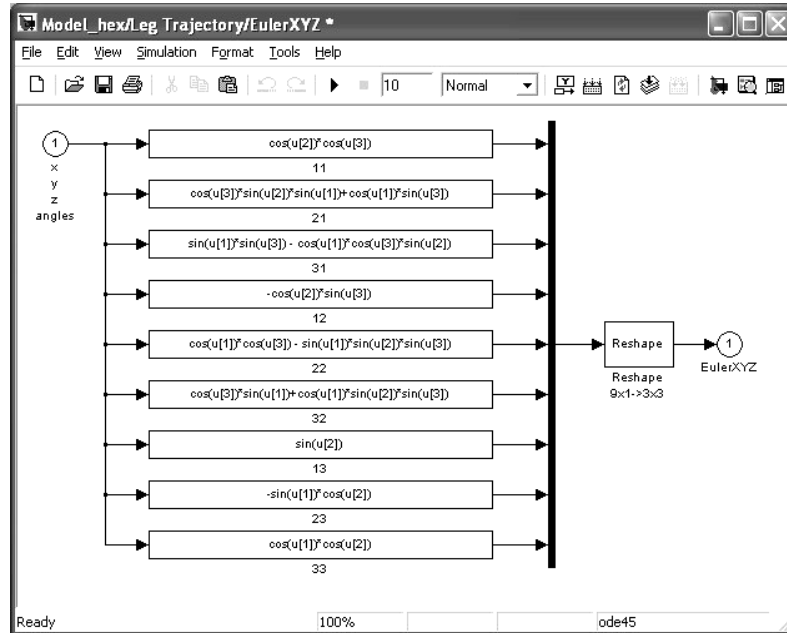 Model_hex/Leg Trajectory/EulerXYZ *
File Edit View Simulation Format Tools Help
10 Normal
1
x
y
z
angles
cos(u[2])*cos(u[3])
11
cos(u[3])*sin(u[2])*sin(u[1])+cos(u[1])*sin(u[3])
21
sin(u[1])*sin(u[3]) - cos(u[1])*cos(u[3])*sin(u[2])
31
-cos(u[2])*sin(u[3])
12
cos(u[1])*cos(u[3]) - sin(u[1])*sin(u[2])*sin(u[3])
22
cos(u[3])*sin(u[1])+cos(u[1])*sin(u[2])*sin(u[3])
32
sin(u[2])
13
-sin(u[1])*cos(u[2])
23
cos(u[1])*cos(u[2])
33
Reshape
Reshape
9x1->3x3
1
EulerXYZ
Ready 100% ode45